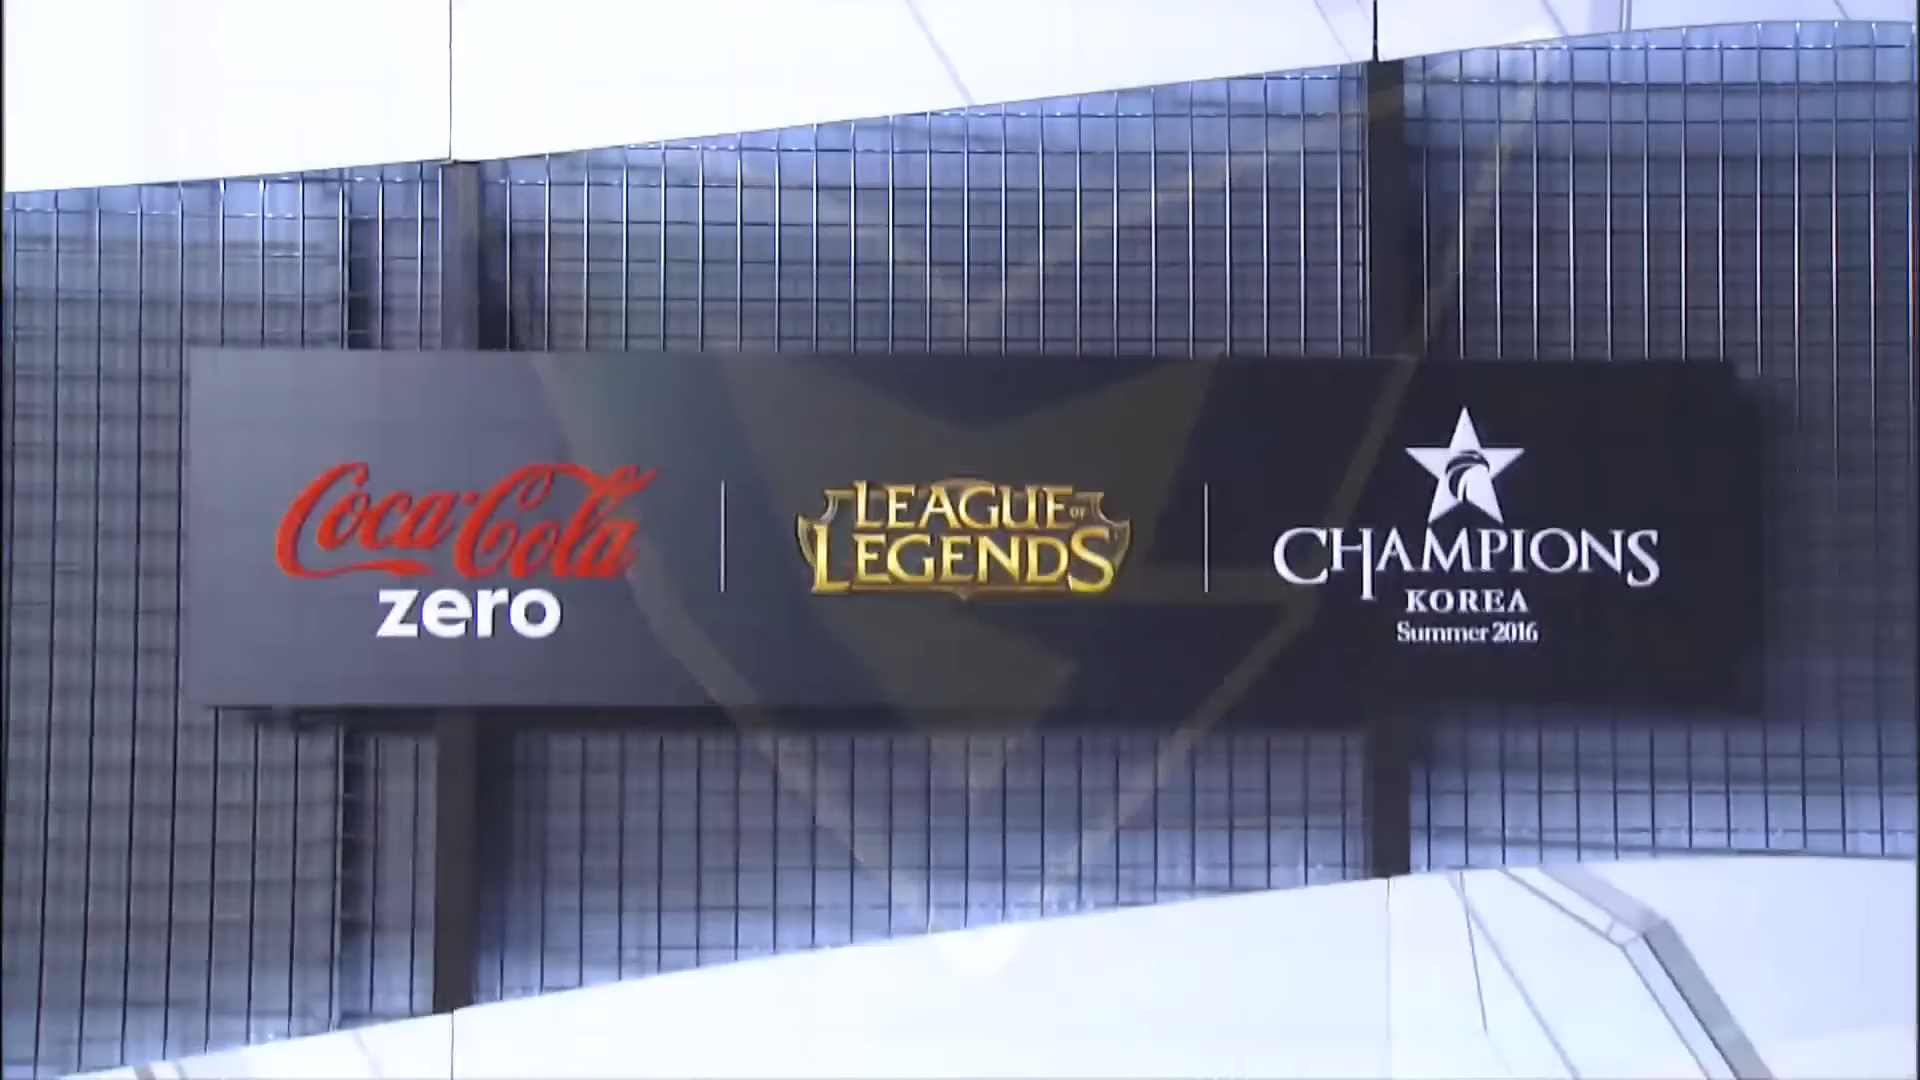 Coca-Cola
zero
LEAGUE OF
LEGENDS
CHAMPIONS
KOREA
Summer 2016